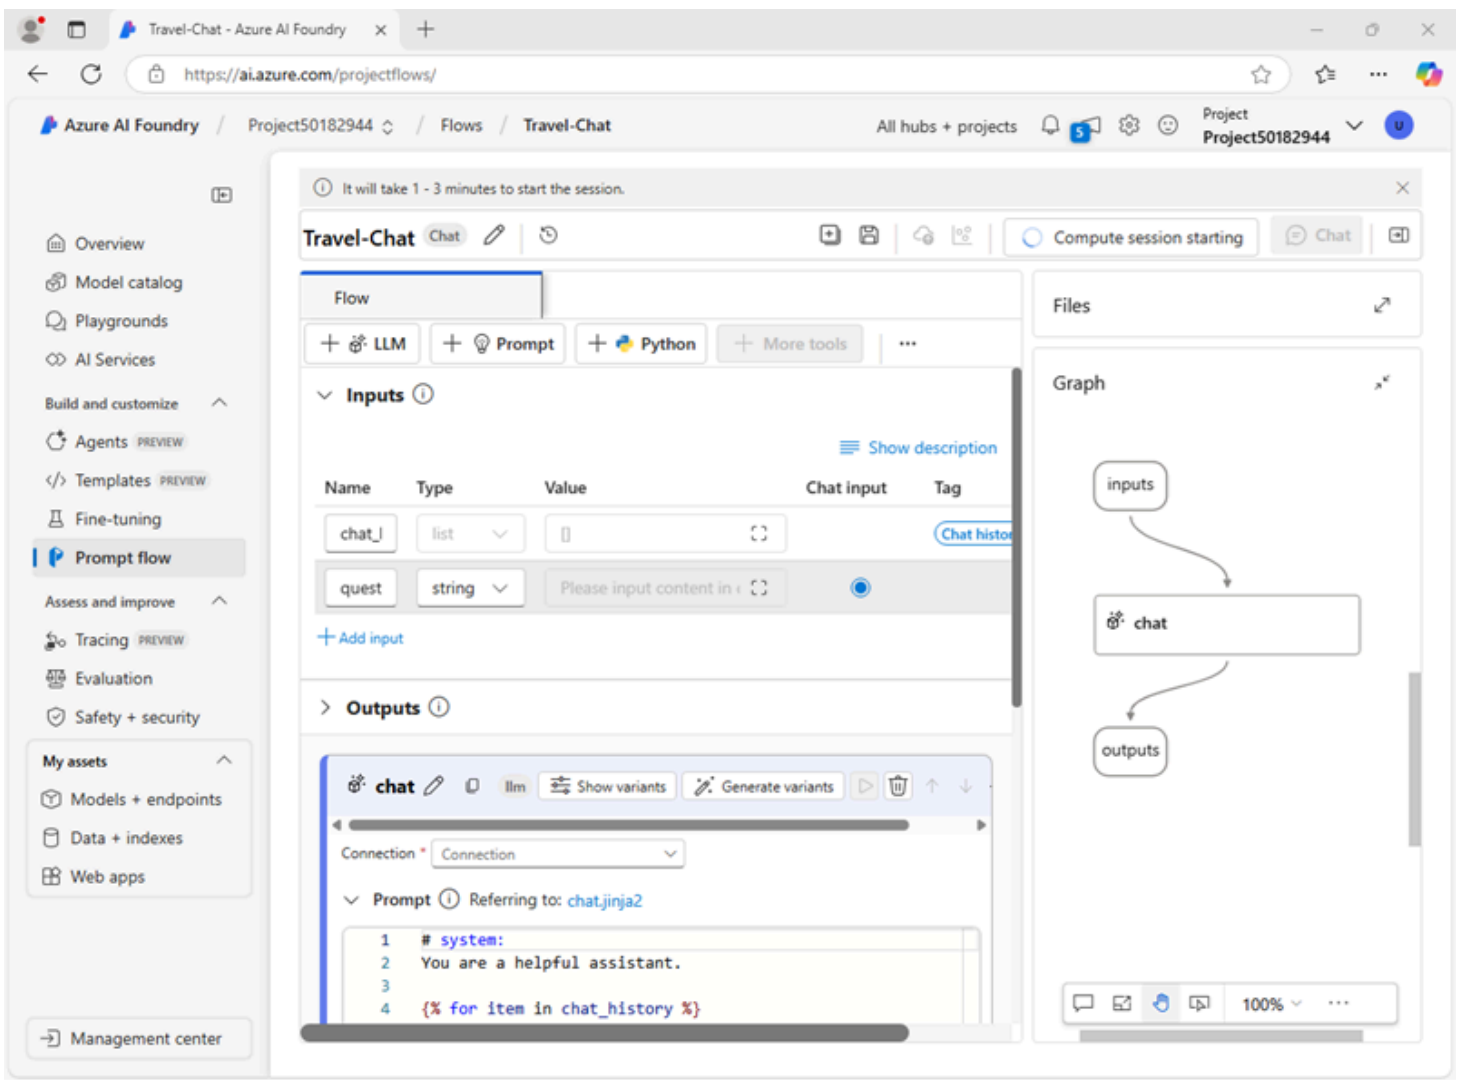 Travel-Chat - Azure AI Foundry
https://ai.azure.com/projectflows/
Azure AI Foundry / Project50182944 / Flows / Travel-Chat
All hubs + projects
5
Project
Project50182944
U
It will take 1 - 3 minutes to start the session.
Overview
Model catalog
Playgrounds
AI Services
Build and customize
Agents PREVIEW
Templates PREVIEW
Fine-tuning
Prompt flow
Assess and improve
Tracing PREVIEW
Evaluation
Safety + security
My assets
Models + endpoints
Data + indexes
Web apps
Management center
Travel-Chat Chat
Compute session starting
Chat
Flow
+ LLM + Prompt + Python + More tools ...
Inputs
Show description
Name Type Value Chat input Tag
chat_l list [] Chat histor
quest string Please input content in c
+ Add input
Outputs
chat llm Show variants Generate variants
Connection * Connection
Prompt Referring to: chat.jinja2
1 # system:
2 You are a helpful assistant.
3
4 {% for item in chat_history %}
Files
Graph
inputs
chat
outputs
100% ...